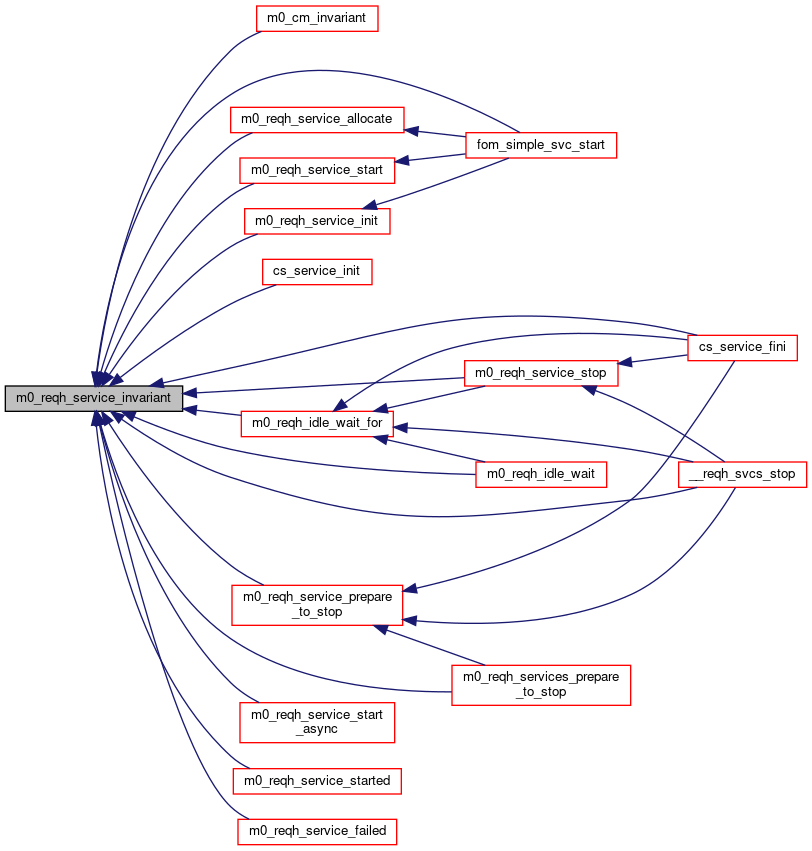 m0_cm_invariant
m0_reqh_service_allocate
fom_simple_svc_start
m0_reqh_service_start
m0_reqh_service_init
cs_service_init
cs_service_fini
m0_reqh_service_stop
m0_reqh_service_invariant
m0_reqh_idle_wait_for
m0_reqh_idle_wait
__reqh_svcs_stop
m0_reqh_service_prepare
_to_stop
m0_reqh_services_prepare
_to_stop
m0_reqh_service_start
_async
m0_reqh_service_started
m0_reqh_service_failed